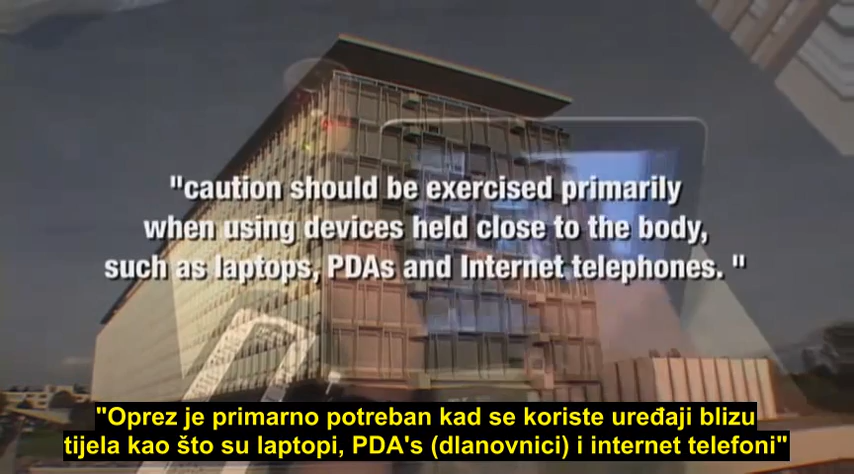 "caution should be exercised primarily
when using devices held close to the body,
such as laptops, PDAs and Internet telephones. "
"Oprez je primarno potreban kad se koriste uređaji blizu
tijela kao što su laptopi, PDA's (dlanovnici) i internet telefoni"